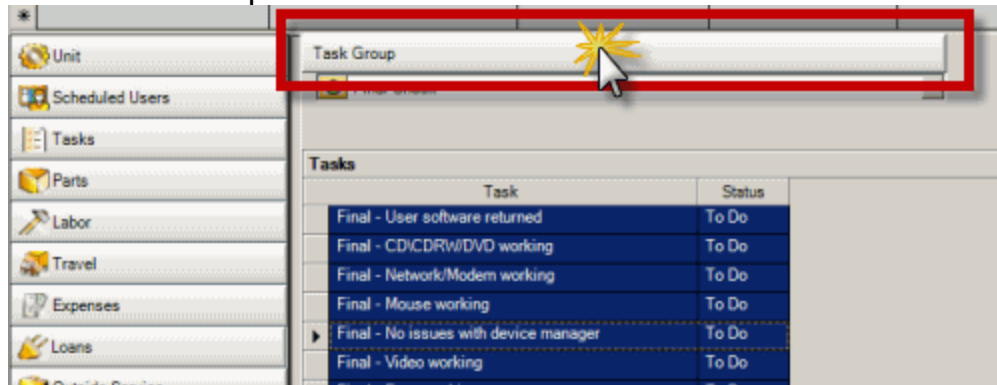 Unit
Task Group
Scheduled Users
Tasks
Tasks
Parts
Task Status
Final - User software returned To Do
Labor
Final - CD\CDRW/DVD working To Do
Travel
Final - Network/Modem working To Do
Expenses
Final - Mouse working To Do
Final - No issues with device manager To Do
Loans
Final - Video working To Do